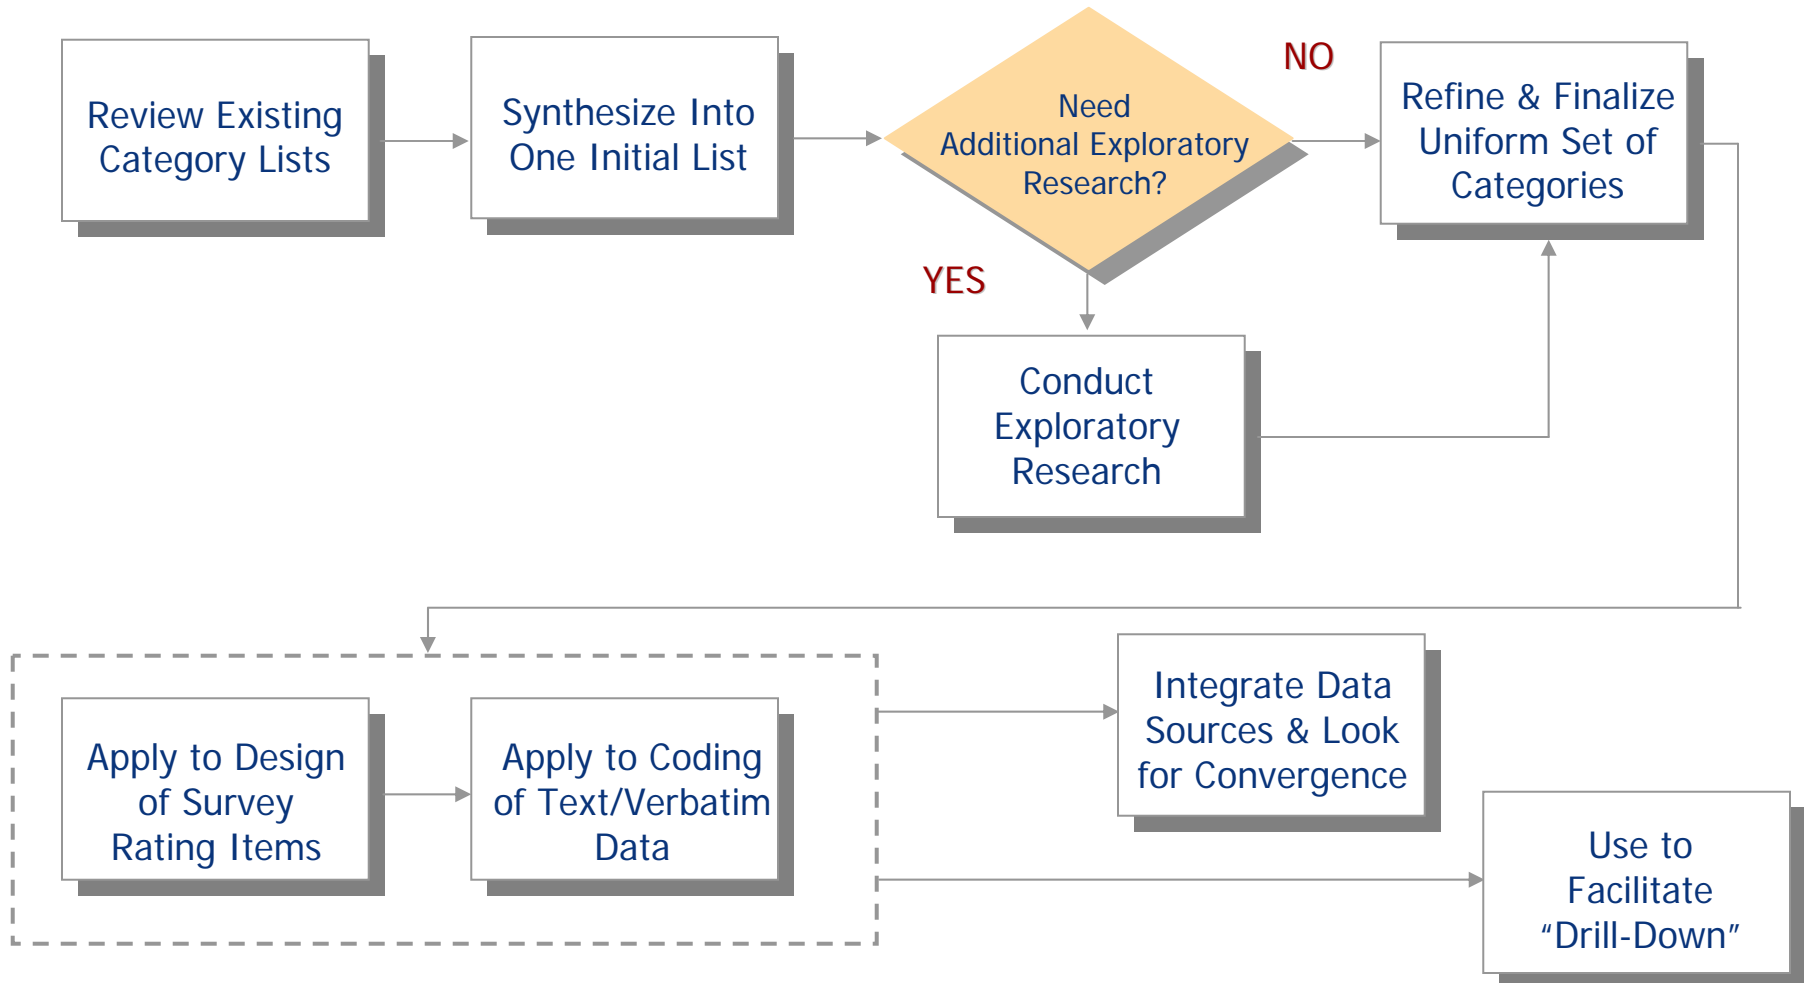 Review Existing
Category Lists
Synthesize Into
One Initial List
Need
Additional Exploratory
Research?
NO
Refine & Finalize
Uniform Set of
Categories
YES
Conduct
Exploratory
Research
Apply to Design
of Survey
Rating Items
Apply to Coding
of Text/Verbatim
Data
Integrate Data
Sources & Look
for Convergence
Use to
Facilitate
“Drill-Down”